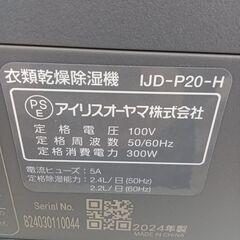 衣類乾燥除湿機 IJD-P20-H
PS
E
アイリスオーヤマ株式会社
定格電圧 100V
定格周波数 50/60Hz
定格消費電力 300W
電流ヒューズ：5A
定格除湿能力：2.4L/日(60Hz)
2.2L/日(60Hz)
Serial No.
824030110044
2024年製
MADE IN CHINA